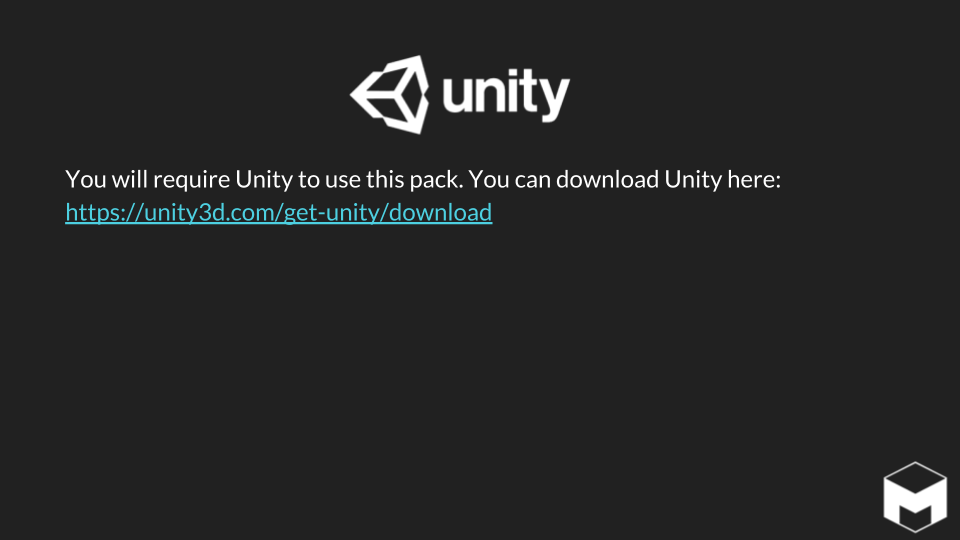 unity
You will require Unity to use this pack. You can download Unity here:
https://unity3d.com/get-unity/download